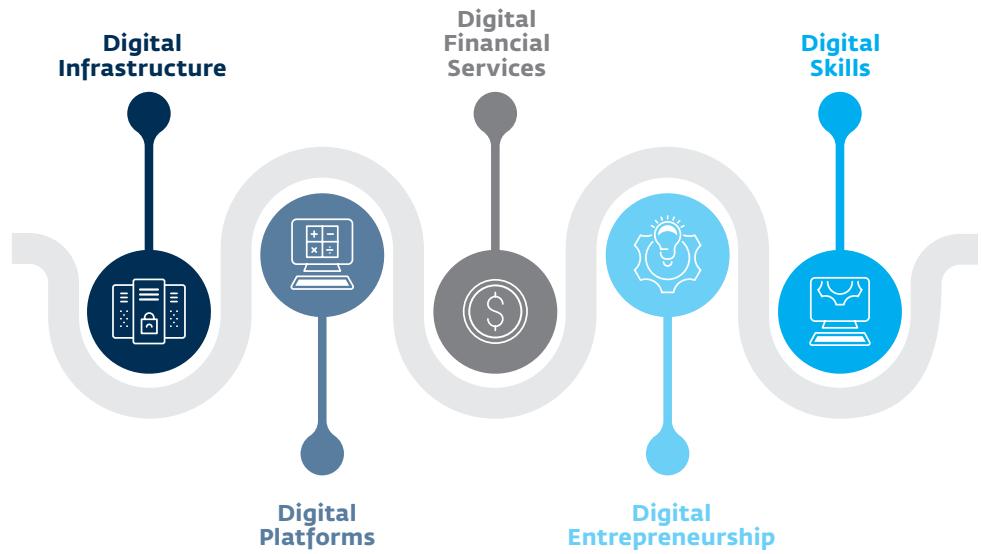 Digital
Infrastructure
Digital
Platforms
Digital
Financial
Services
Digital
Entrepreneurship
Digital
Skills